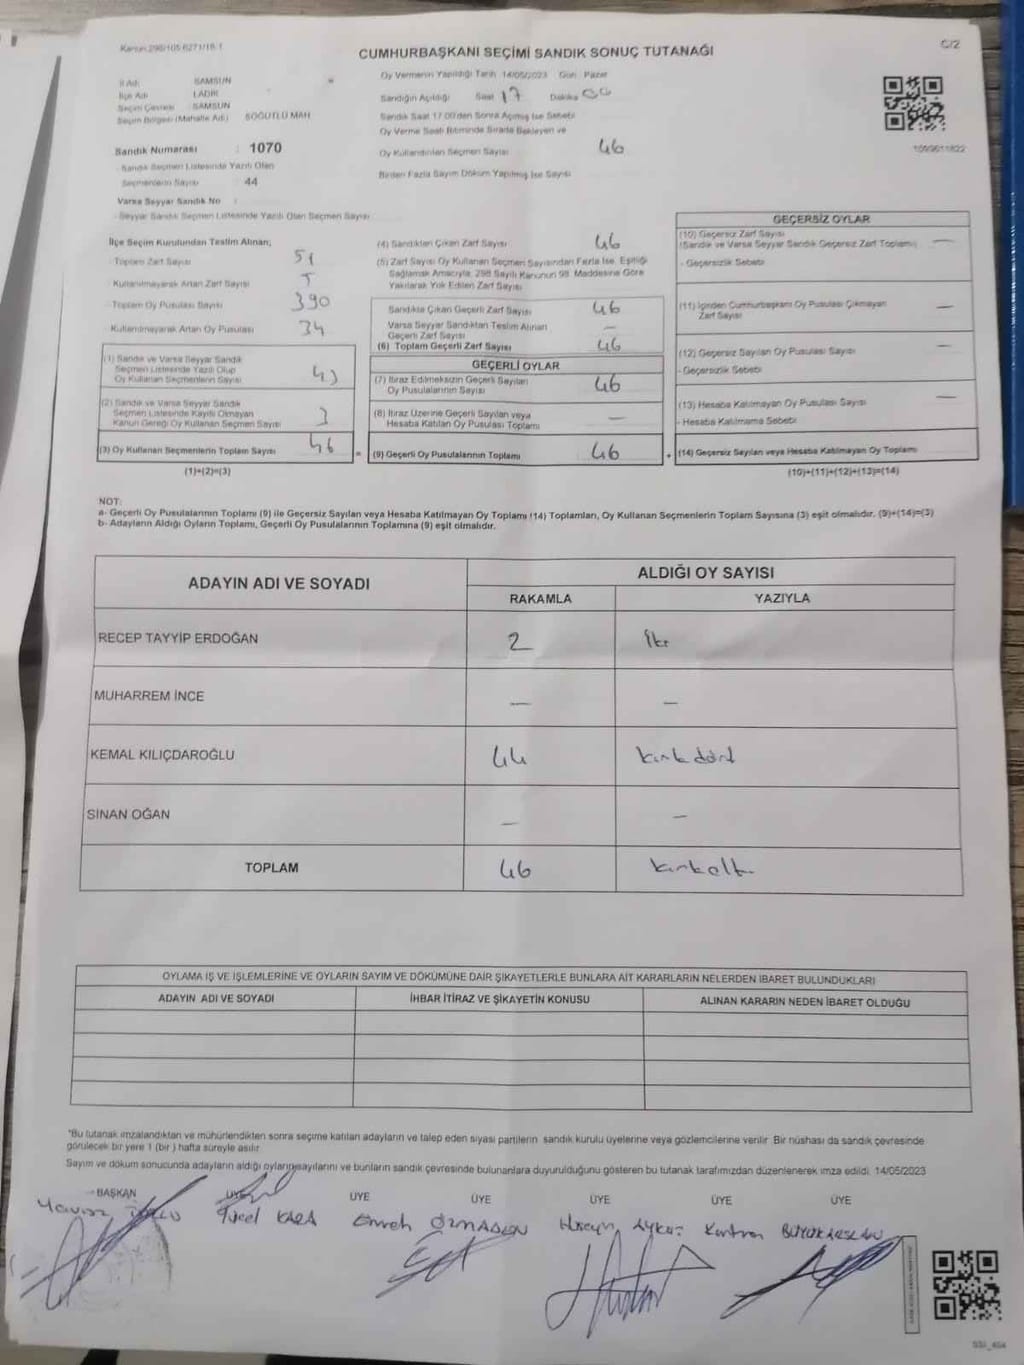 Kanun:298/105-6271/18-1
C/2
CUMHURBAŞKANI SEÇİMİ SANDIK SONUÇ TUTANAĞI
İl Adı SAMSUN
İlçe Adı LADİK
Seçim Çevresi SAMSUN
Seçim Bölgesi (Mahalle Adı) SÖĞÜTLÜ MAH
Sandık Numarası 1070
- Sandık Seçmen Listesinde Yazılı Olan
Seçmenlerin Sayısı 44
Varsa Seyyar Sandık No :
- Seyyar Sandık Seçmen Listesinde Yazılı Olan Seçmen Sayısı
Oy Vermenin Yapıldığı Tarih 14/05/2023 Gün Pazar
Sandığın Açıldığı Saat 17 Dakika 00
Sandık Saat 17.00'den Sonra Açılmış İse Sebebi
Oy Verme Saati Bitiminde Sırada Bekleyen ve
Oy Kullandırılan Seçmen Sayısı 46
Birden Fazla Sayım Döküm Yapılmış İse Sayısı
İlçe Seçim Kurulundan Teslim Alınan;
- Toplam Zarf Sayısı 51
- Kullanılmayarak Artan Zarf Sayısı 5
- Toplam Oy Pusulası Sayısı 390
- Kullanılmayarak Artan Oy Pusulası
(1) Sandık ve Varsa Seyyar Sandık
Seçmen Listesinde Yazılı Olup
Oy Kullanan Seçmenlerin Sayısı 43
(2) Sandık ve Varsa Seyyar Sandık
Seçmen Listesinde Kayıtlı Olmayan
Kanun Gereği Oy Kullanan Seçmen Sayısı 3
(3) Oy Kullanan Seçmenlerin Toplam Sayısı 46
(1)+(2)=(3)
(4) Sandıktan Çıkan Zarf Sayısı 46
(5) Zarf Sayısı Oy Kullanan Seçmen Sayısından Fazla İse, Eşitliği
Sağlamak Amacıyla, 298 Sayılı Kanunun 98. Maddesine Göre
Yakılarak Yok Edilen Zarf Sayısı
Sandıkta Çıkan Geçerli Zarf Sayısı 46
Varsa Seyyar Sandıktan Teslim Alınan
Geçerli Zarf Sayısı —
(6) Toplam Geçerli Zarf Sayısı 46
GEÇERLİ OYLAR
(7) İtiraz Edilmeksizin Geçerli Sayılan
Oy Pusulalarının Sayısı 46
(8) İtiraz Üzerine Geçerli Sayılan veya
Hesaba Katılan Oy Pusulası Toplamı —
= (9) Geçerli Oy Pusulalarının Toplamı 46
GEÇERSİZ OYLAR
(10) Geçersiz Zarf Sayısı
(Sandık ve Varsa Seyyar Sandık Geçersiz Zarf Toplamı) —
- Geçersizlik Sebebi
(11) İçinden Cumhurbaşkanı Oy Pusulası Çıkmayan
Zarf Sayısı —
(12) Geçersiz Sayılan Oy Pusulası Sayısı —
- Geçersizlik Sebebi
(13) Hesaba Katılmayan Oy Pusulası Sayısı —
- Hesaba Katılmama Sebebi
+ (14) Geçersiz Sayılan veya Hesaba Katılmayan Oy Toplamı
(10)+(11)+(12)+(13)=(14)
NOT:
a- Geçerli Oy Pusulalarının Toplamı (9) ile Geçersiz Sayılan veya Hesaba Katılmayan Oy Toplamı (14) Toplamları, Oy Kullanan Seçmenlerin Toplam Sayısına (3) eşit olmalıdır. (9)+(14)=(3)
b- Adayların Aldığı Oyların Toplamı, Geçerli Oy Pusulalarının Toplamına (9) eşit olmalıdır.
ADAYIN ADI VE SOYADI
ALDIĞI OY SAYISI
RAKAMLA YAZIYLA
RECEP TAYYİP ERDOĞAN 2 iki
MUHARREM İNCE — —
KEMAL KILIÇDAROĞLU 44 kırkdört
SİNAN OĞAN — —
TOPLAM 46 kırkaltı
OYLAMA İŞ VE İŞLEMLERİNE VE OYLARIN SAYIM VE DÖKÜMÜNE DAİR ŞİKAYETLERLE BUNLARA AİT KARARLARIN NELERDEN İBARET BULUNDUKLARI
ADAYIN ADI VE SOYADI İHBAR İTİRAZ VE ŞİKAYETİN KONUSU ALINAN KARARIN NEDEN İBARET OLDUĞU
"Bu tutanak imzalandıktan ve mühürlendikten sonra seçime katılan adayların ve talep eden siyasi partilerin sandık kurulu üyelerine veya gözlemcilerine verilir. Bir nüshası da sandık çevresinde
görülecek bir yere 1 (bir) hafta süreyle asılır.
Sayım ve döküm sonucunda adayların aldığı oyların sayılarını ve bunların sandık çevresinde bulunanlara duyurulduğunu gösteren bu tutanak tarafımızdan düzenlenerek imza edildi. 14/05/2023
BAŞKAN ÜYE ÜYE ÜYE ÜYE ÜYE ÜYE
Yücel KARA Emrah Hüseyin BÜYÜKARSLAN